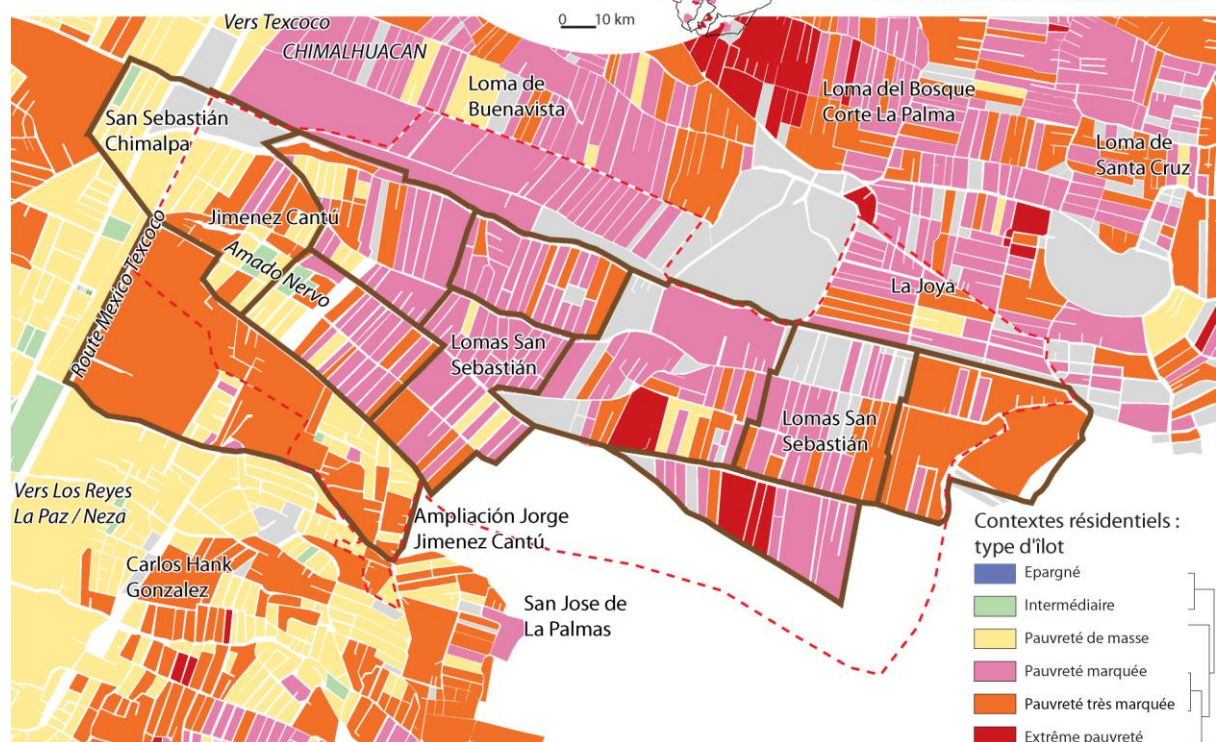 Vers Texcoco
0 10 km
CHIMALHUACAN
Loma de
Buenavista
Loma del Bosque
Corte La Palma
San Sebastián
Chimalpa
Loma de
Santa Cruz
Jimenez Cantú
Amado Nervo
Route Mexico Texcoco
La Joya
Lomas San
Sebastián
Lomas San
Sebastián
Vers Los Reyes
La Paz / Neza
Ampliación Jorge
Jimenez Cantú
Carlos Hank
Gonzalez
San Jose de
La Palmas
Contextes résidentiels :
type d'îlot
Epargné
Intermédiaire
Pauvreté de masse
Pauvreté marquée
Pauvreté très marquée
Extrême pauvreté